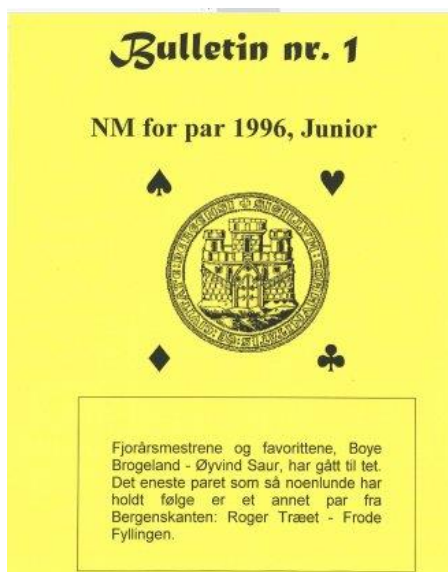 Bulletin nr. 1
NM for par 1996, Junior
Fjorårsmestrene og favorittene, Boye
Brogeland - Øyvind Saur, har gått til tet.
Det eneste paret som så noenlunde har
holdt følge er et annet par fra
Bergenskanten: Roger Træet - Frode
Fyllingen.